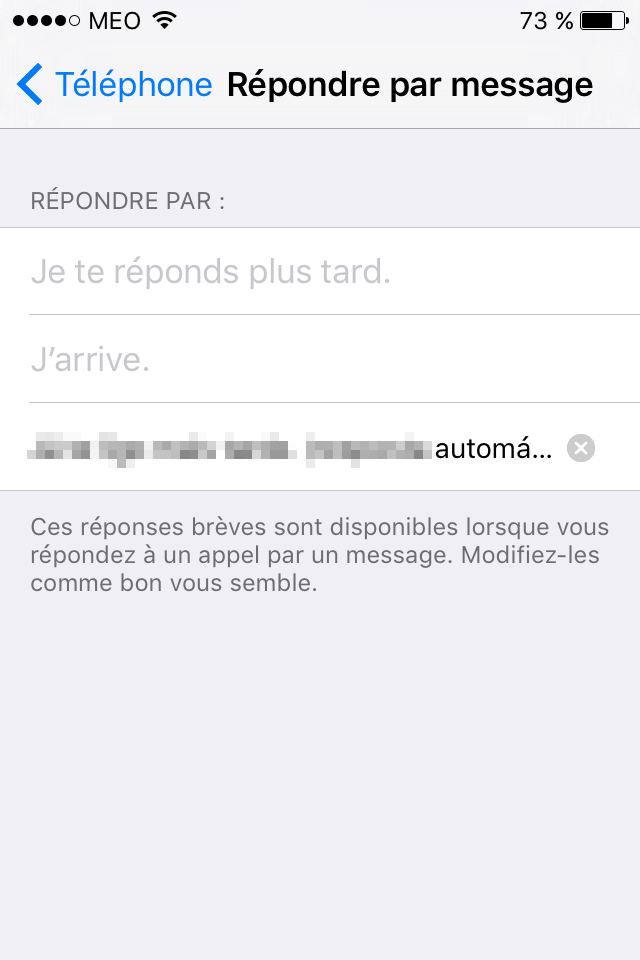 MEO 73 %
Téléphone Répondre par message
RÉPONDRE PAR :
Je te réponds plus tard.
J’arrive.
automá...
Ces réponses brèves sont disponibles lorsque vous
répondez à un appel par un message. Modifiez-les
comme bon vous semble.